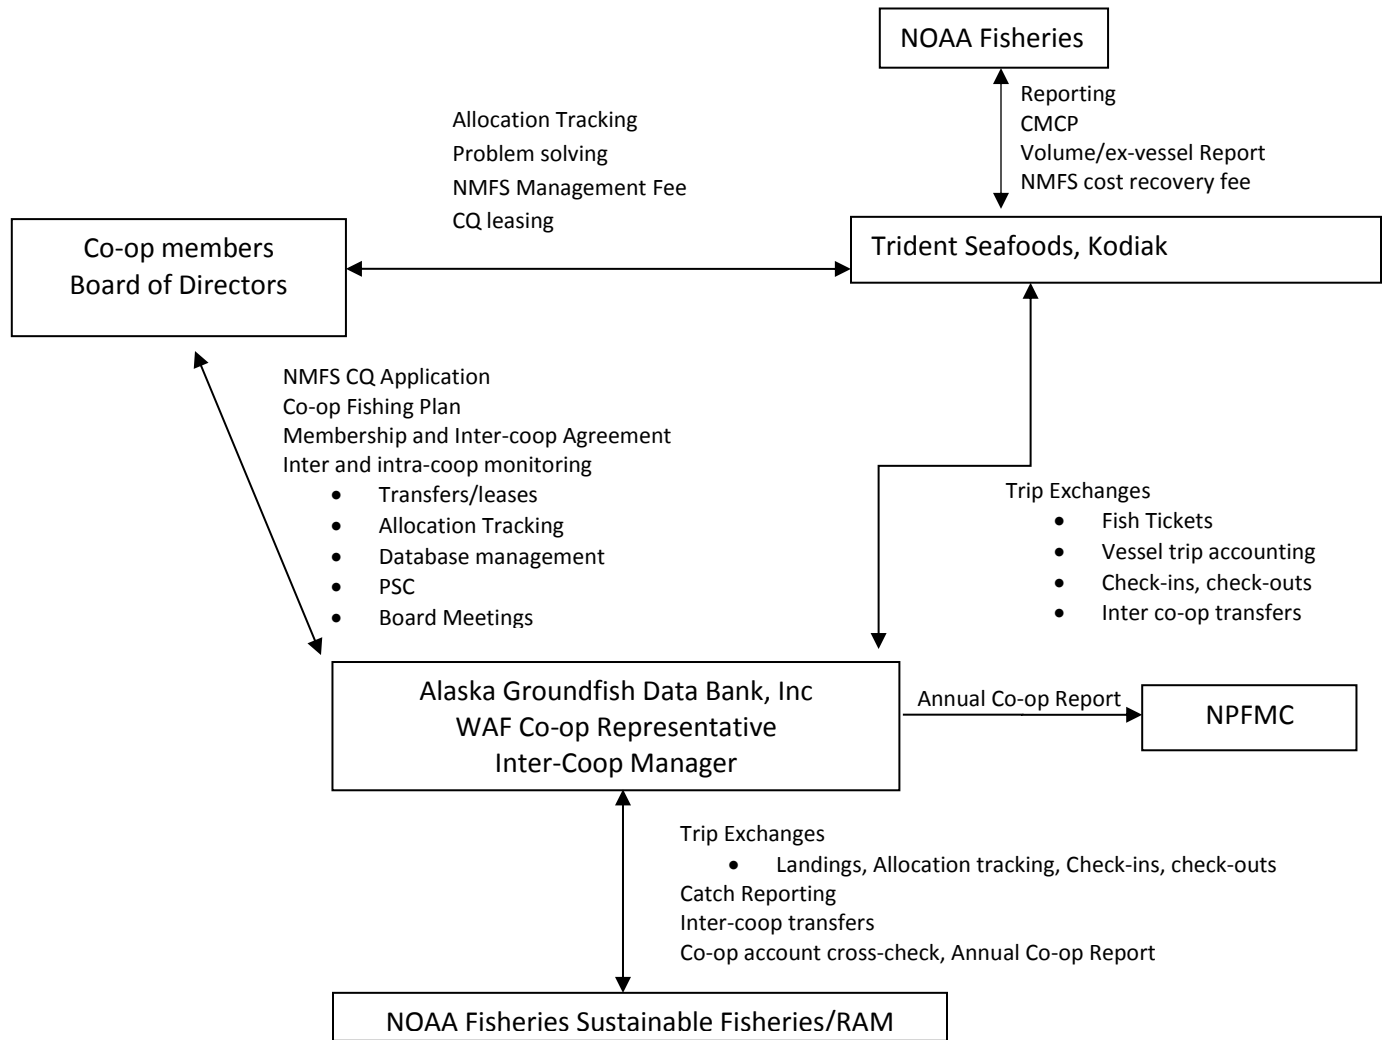 NOAA Fisheries
Reporting
CMCP
Volume/ex-vessel Report
NMFS cost recovery fee
Allocation Tracking
Problem solving
NMFS Management Fee
CQ leasing
Co-op members
Board of Directors
Trident Seafoods, Kodiak
NMFS CQ Application
Co-op Fishing Plan
Membership and Inter-coop Agreement
Inter and intra-coop monitoring
• Transfers/leases
• Allocation Tracking
• Database management
• PSC
• Board Meetings
Trip Exchanges
• Fish Tickets
• Vessel trip accounting
• Check-ins, check-outs
• Inter co-op transfers
Alaska Groundfish Data Bank, Inc
WAF Co-op Representative
Inter-Coop Manager
Annual Co-op Report
NPFMC
Trip Exchanges
• Landings, Allocation tracking, Check-ins, check-outs
Catch Reporting
Inter-coop transfers
Co-op account cross-check, Annual Co-op Report
NOAA Fisheries Sustainable Fisheries/RAM